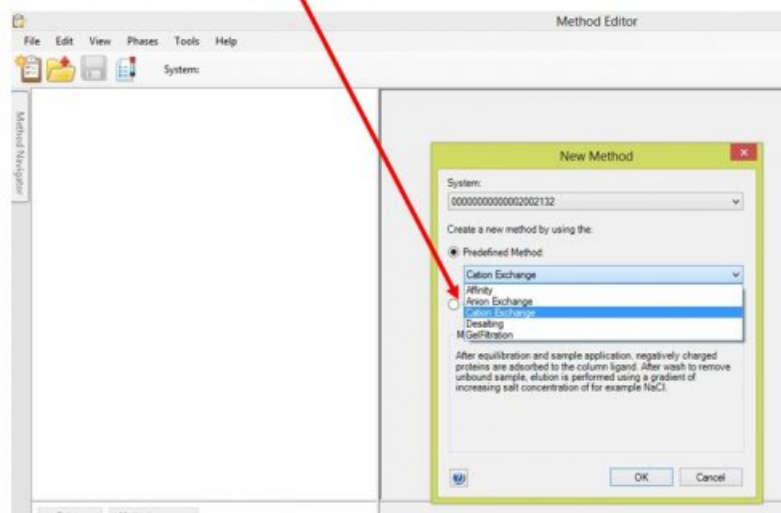 Method Editor
File Edit View Phases Tools Help
System:
Method Navigator
New Method
System:
00000000000002002132
Create a new method by using the:
Predefined Method:
Cation Exchange
Affinity
Anion Exchange
Cation Exchange
Desalting
GelFiltration
After equilibration and sample application, negatively charged
proteins are adsorbed to the column ligand. After wash to remove
unbound sample, elution is performed using a gradient of
increasing salt concentration of for example NaCl.
OK Cancel